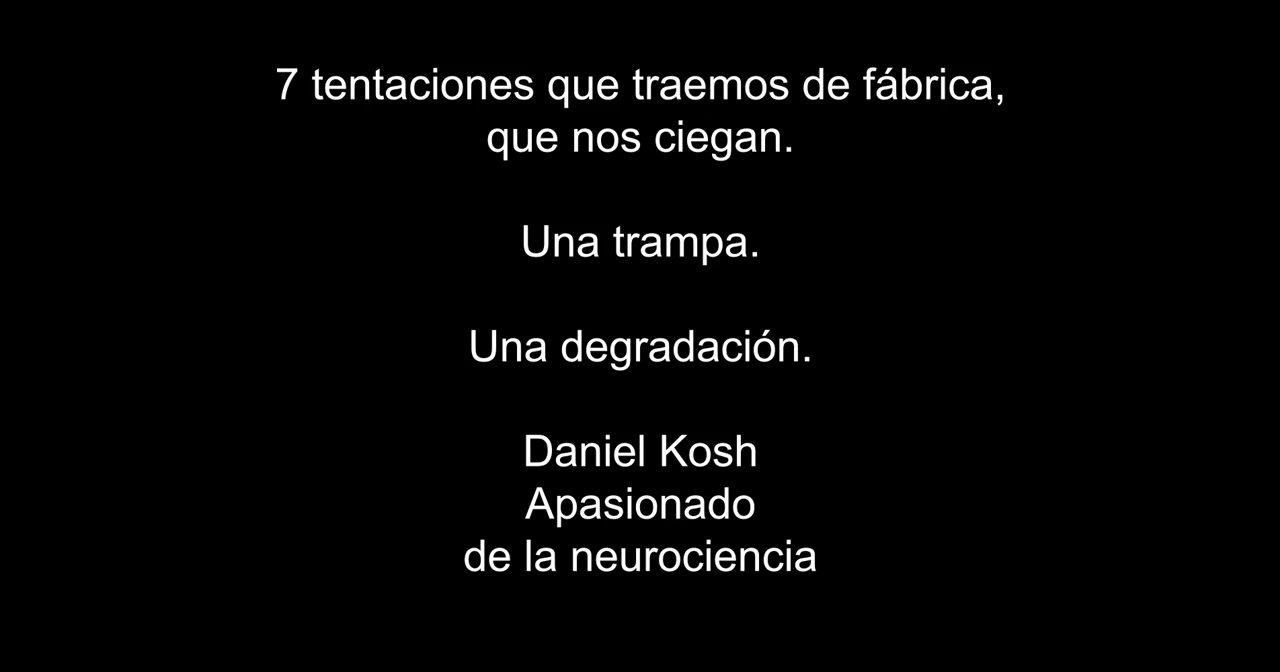 7 tentaciones que traemos de fábrica,
que nos ciegan.
Una trampa.
Una degradación.
Daniel Kosh
Apasionado
de la neurociencia